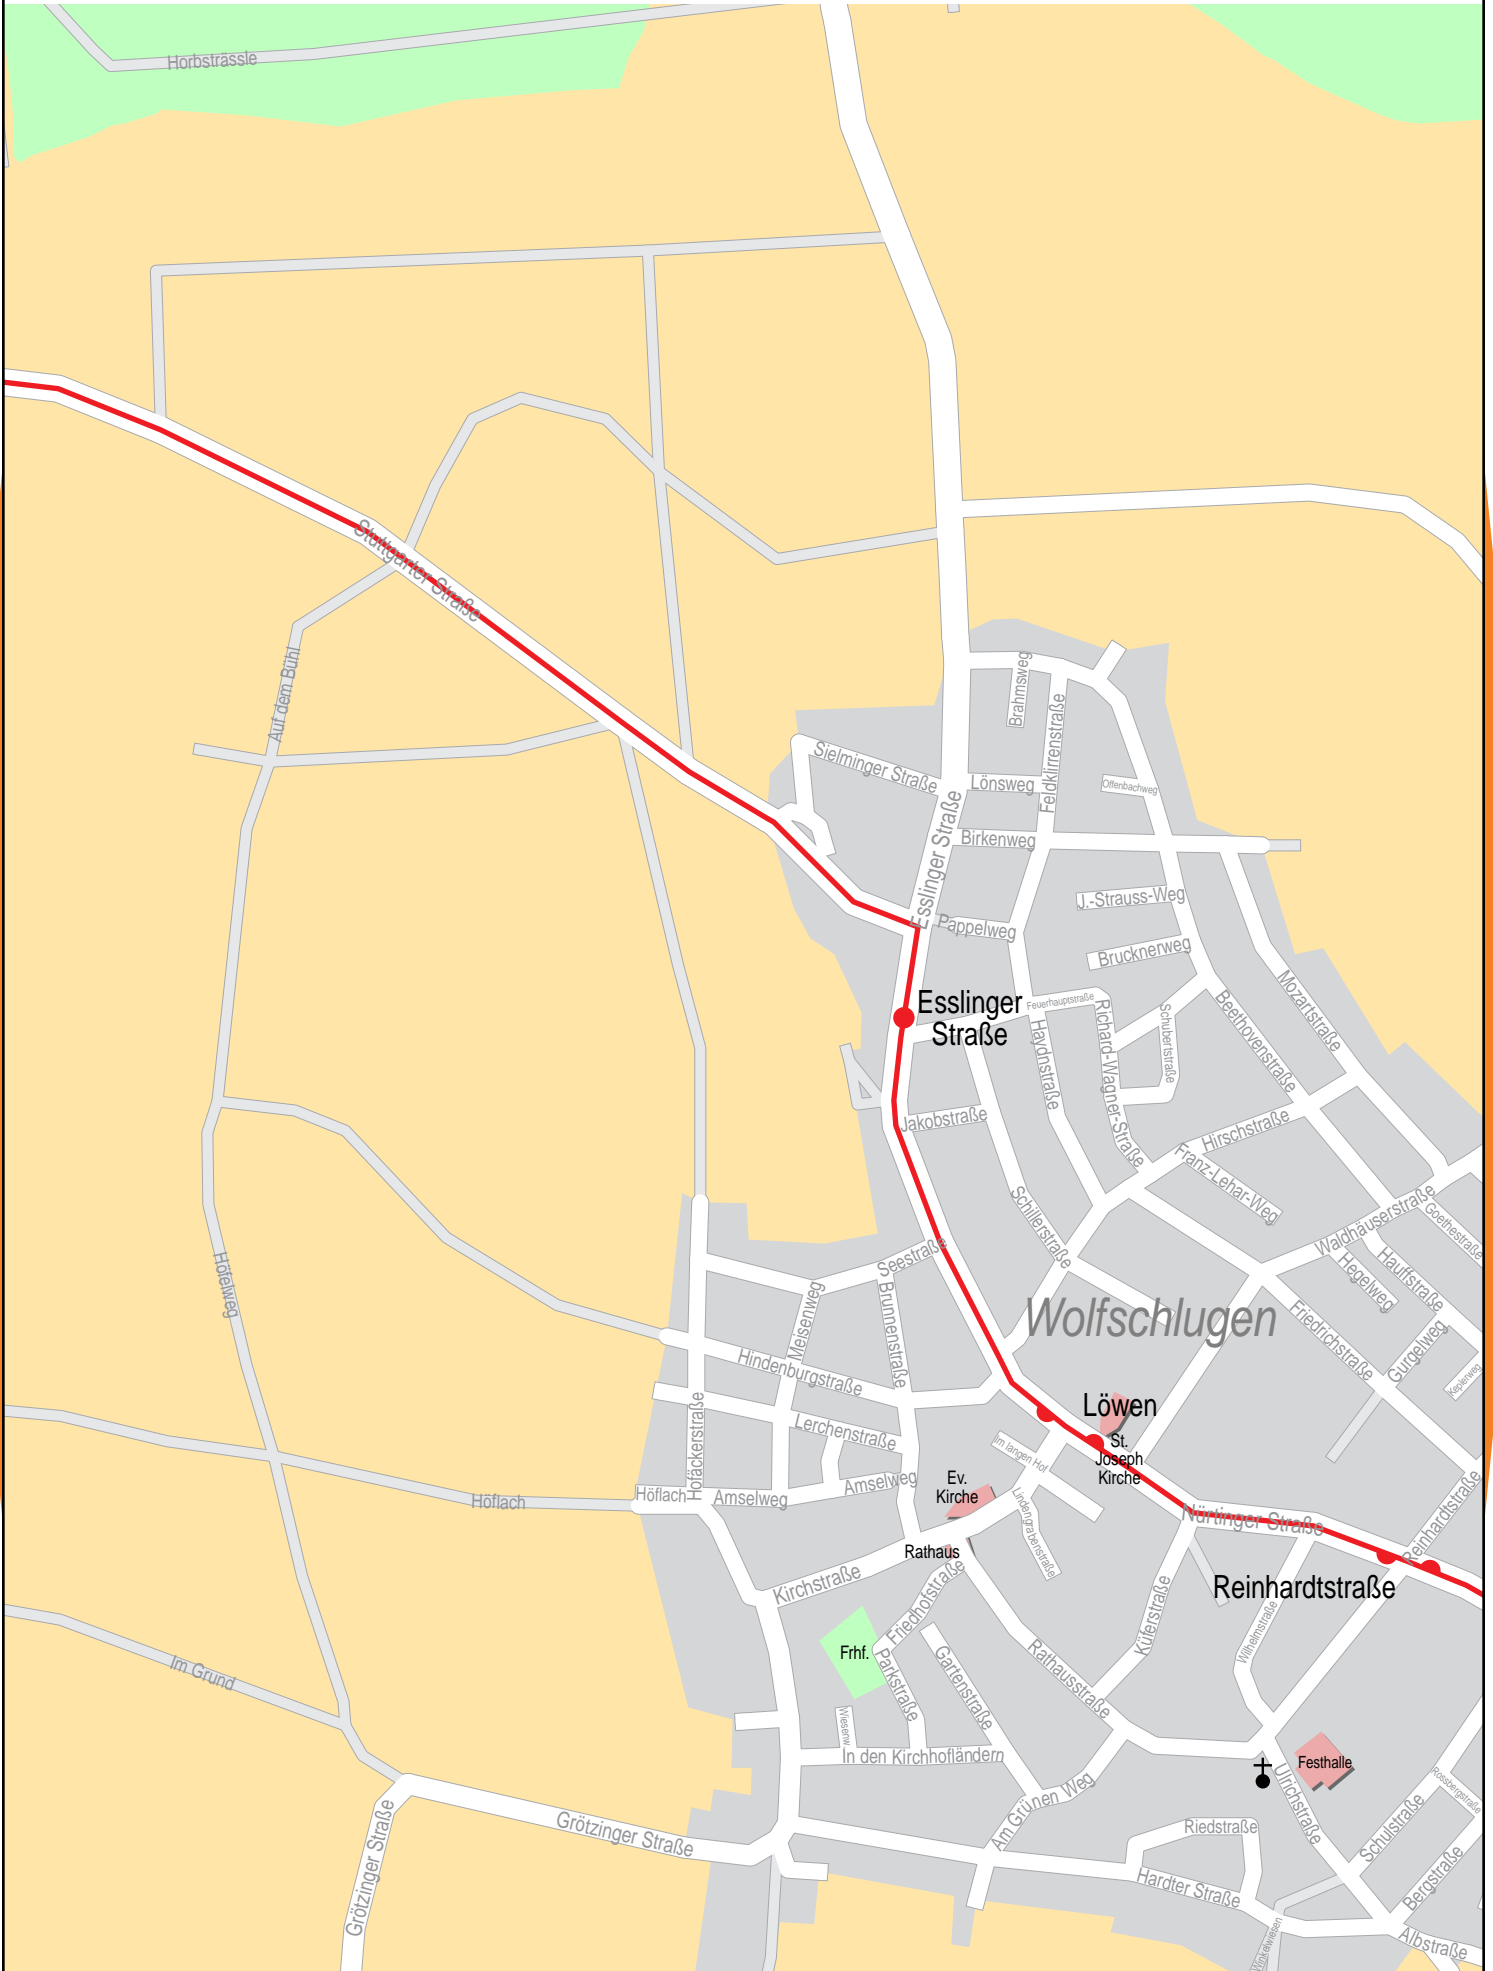 Horbsträssle
Stuttgarter Straße
Auf dem Bühl
Brahmsweg
Feldkirrenstraße
Sielminger Straße
Lönsweg
Offenbachweg
Esslinger Straße
Birkenweg
J.-Strauss-Weg
Pappelweg
Brucknerweg
Mozartstraße
Esslinger
Straße
Feuerhauptstraße
Haydnstraße
Richard-Wagner-Straße
Schubertstraße
Beethovenstraße
Jakobstraße
Hirschstraße
Franz-Lehar-Weg
Schillerstraße
Waldhäuserstraße
Goethestraße
Höfelweg
Seestraße
Brunnenstraße
Meisenweg
Hegelweg
Hauffstraße
Wolfschlugen
Friedrichstraße
Gurgelweg
Keplerweg
Hindenburgstraße
Hofäckerstraße
Lerchenstraße
Löwen
St.
Joseph
Kirche
Im langen Hof
Höflach
Höflach
Amselweg
Amselweg
Ev.
Kirche
Lindengrabenstraße
Nürtinger Straße
Reinhardtstraße
Rathaus
Kirchstraße
Friedhofstraße
Reinhardtstraße
Küferstraße
Wilhelmstraße
Frhf.
Parkstraße
Gartenstraße
Rathausstraße
Im Grund
Wiesenw
In den Kirchhofländern
Festhalle
Ulrichstraße
Rossbergstraße
Am Grünen Weg
Grötzinger Straße
Grötzinger Straße
Riedstraße
Schulstraße
Bergstraße
Hardter Straße
Winkelwiesen
Albstraße